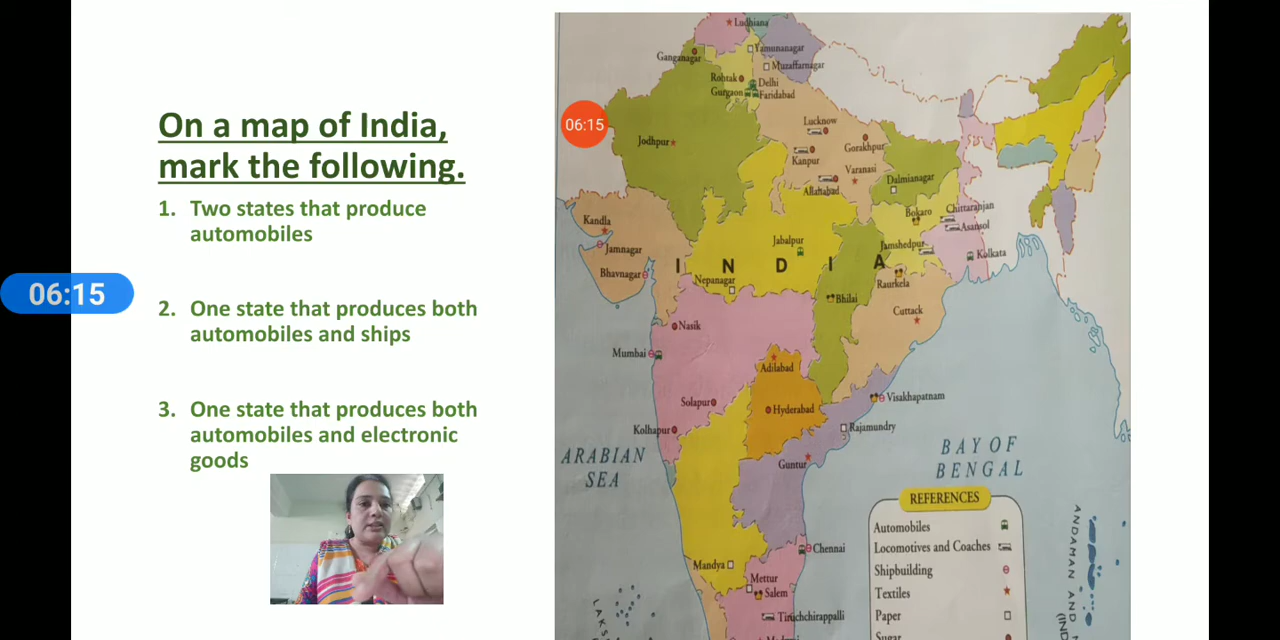 On a map of India,
mark the following.
1. Two states that produce
automobiles
2. One state that produces both
automobiles and ships
3. One state that produces both
automobiles and electronic
goods
06:15
06:15
Ludhiana
Yamunanagar
Ganganagar
Muzaffarnagar
Rohtak
Delhi
Gurgaon
Faridabad
Lucknow
Jodhpur
Gorakhpur
Kanpur
Varanasi
Allahabad
Dalmianagar
Kandla
Bokaro
Chittaranjan
Asansol
Jamnagar
Jabalpur
Jamshedpur
Kolkata
INDIA
Bhavnagar
Nepanagar
Raurkela
Bhilai
Cuttack
Nasik
Mumbai
Adilabad
Visakhapatnam
Solapur
Hyderabad
Kolhapur
Rajamundry
ARABIAN
SEA
BAY OF
BENGAL
Guntur
REFERENCES
Automobiles
Locomotives and Coaches
Shipbuilding
Textiles
Paper
Sugar
Chennai
Mandya
Mettur
Salem
Tiruchchirappalli
ANDAMAN AND